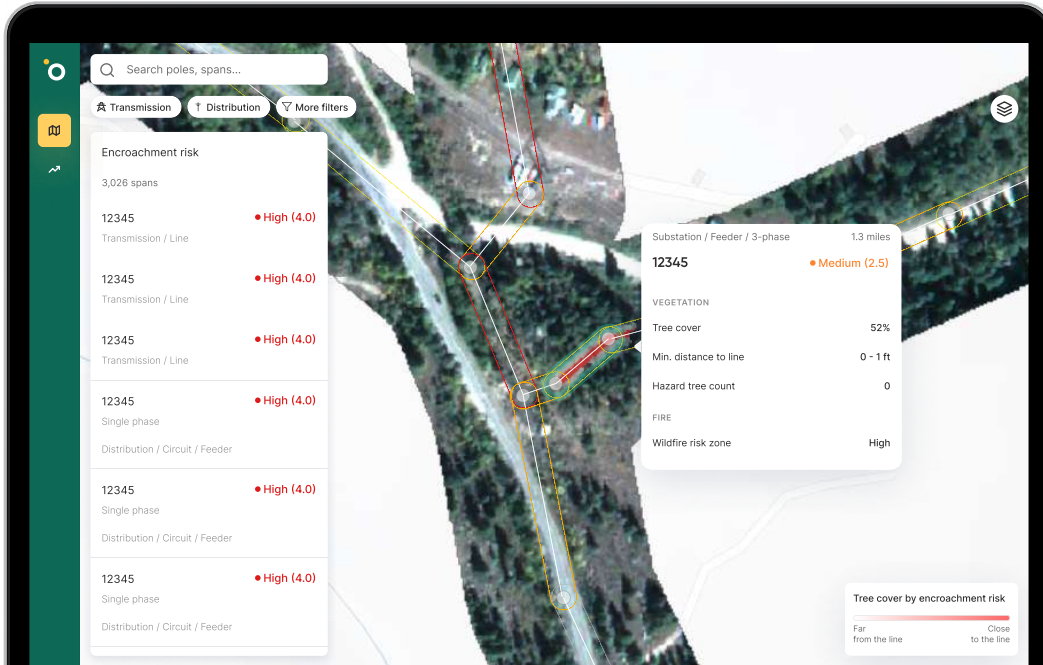 Search poles, spans...
Transmission
Distribution
More filters
Encroachment risk
3,026 spans
12345 High (4.0)
Transmission / Line
12345 High (4.0)
Transmission / Line
12345 High (4.0)
Transmission / Line
12345 High (4.0)
Single phase
Distribution / Circuit / Feeder
12345 High (4.0)
Single phase
Distribution / Circuit / Feeder
12345 High (4.0)
Single phase
Distribution / Circuit / Feeder
Substation / Feeder / 3-phase 1.3 miles
12345 Medium (2.5)
VEGETATION
Tree cover 52%
Min. distance to line 0 - 1 ft
Hazard tree count 0
FIRE
Wildfire risk zone High
Tree cover by encroachment risk
Far Close
from the line to the line